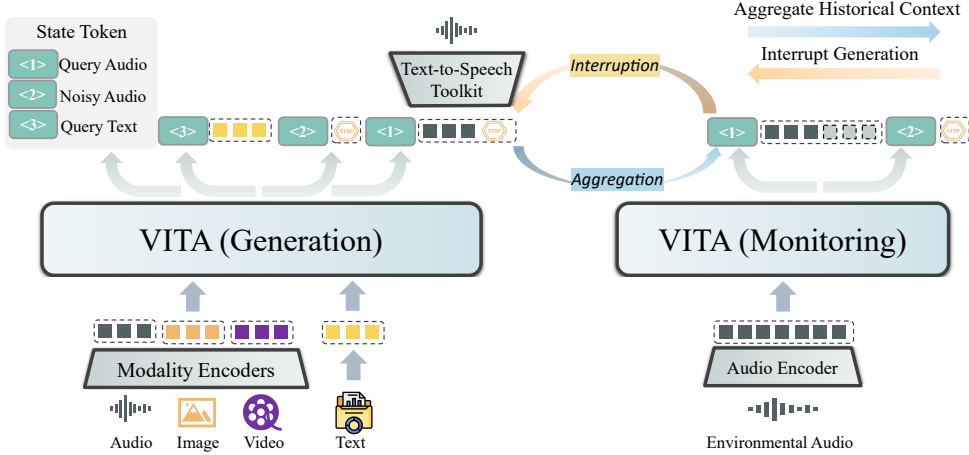 State Token
<1> Query Audio
<2> Noisy Audio
<3> Query Text
Text-to-Speech
Toolkit
Interruption
Aggregation
Aggregate Historical Context
Interrupt Generation
<3> <2> STOP <1> STOP
<1> <2> STOP
VITA (Generation)
VITA (Monitoring)
Modality Encoders
Audio Encoder
Audio Image Video Text
Environmental Audio